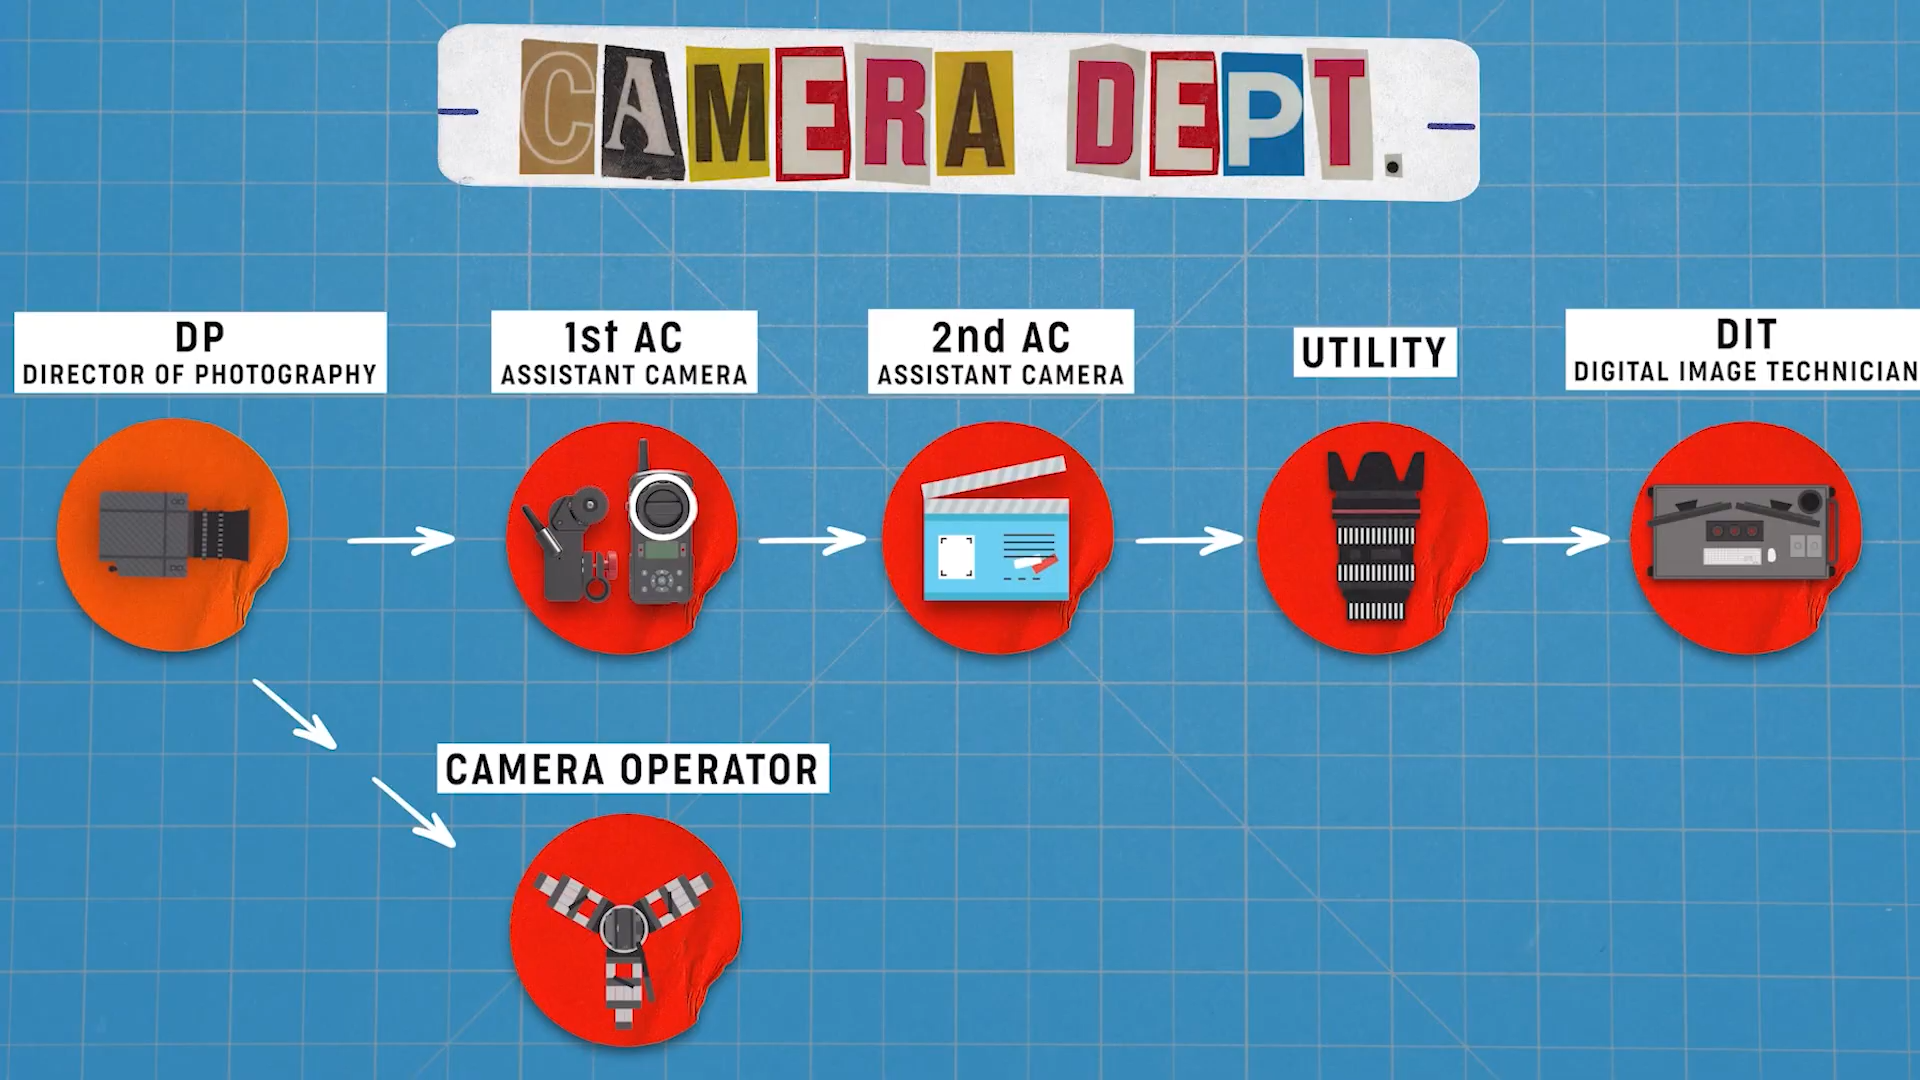 CAMERA DEPT.
DP
DIRECTOR OF PHOTOGRAPHY
1st AC
ASSISTANT CAMERA
2nd AC
ASSISTANT CAMERA
UTILITY
DIT
DIGITAL IMAGE TECHNICIAN
CAMERA OPERATOR